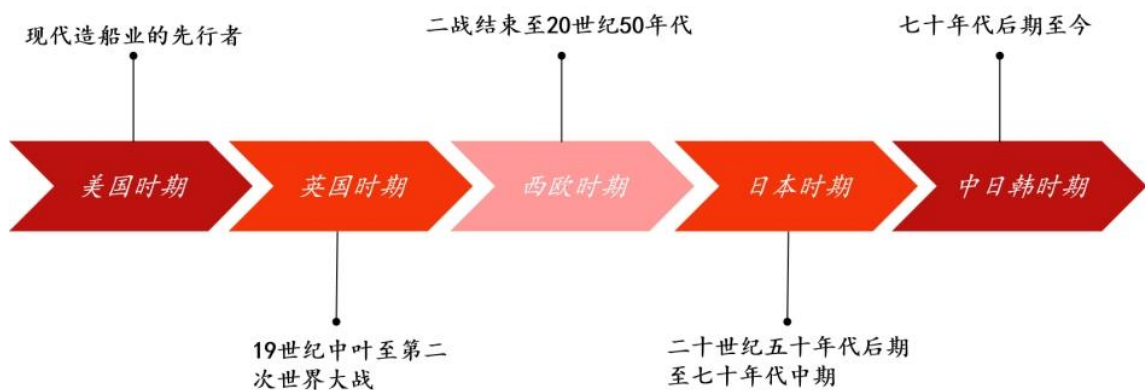 现代造船业的先行者
二战结束至20世纪50年代
七十年代后期至今
美国时期
英国时期
西欧时期
日本时期
中日韩时期
19世纪中叶至第二
次世界大战
二十世纪五十年代后期
至七十年代中期